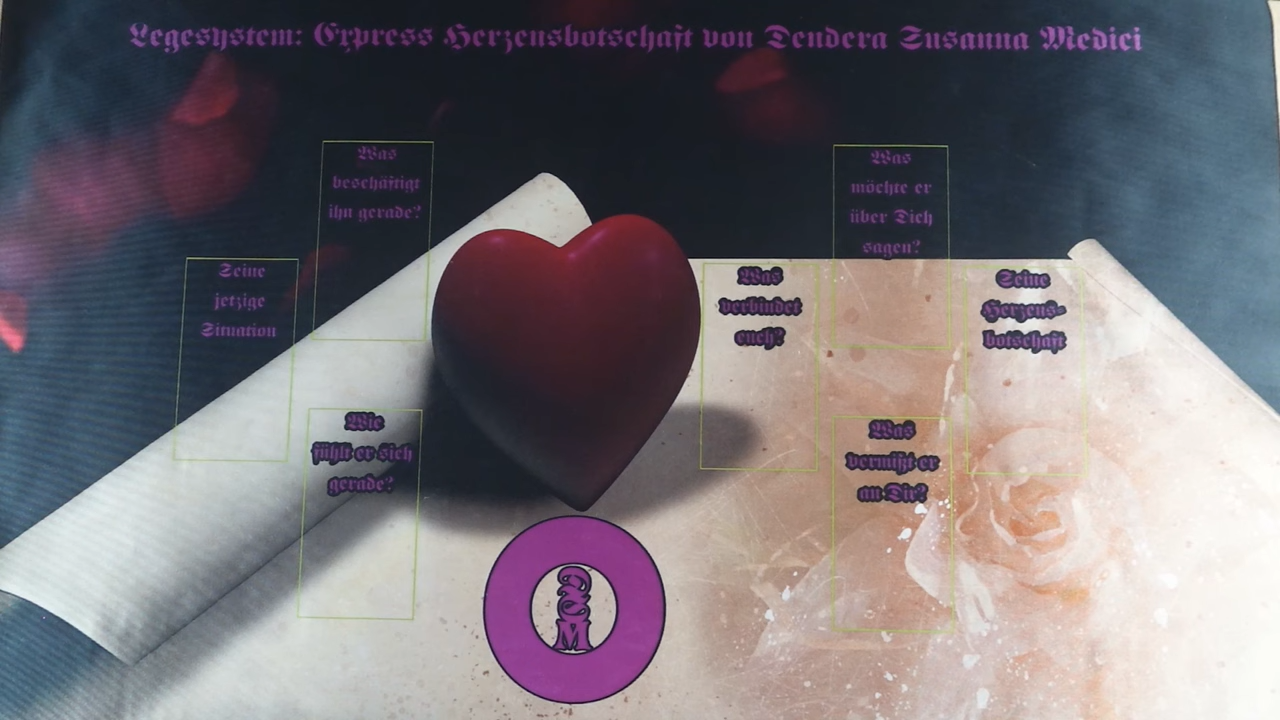 Legesystem: Express Herzensbotschaft von Dendera Susanna Medici
Seine
jetzige
Situation
Was
beschäftigt
ihn gerade?
Wie
fühlt er sich
gerade?
Was
verbindet
euch?
Was
möchte er
über Dich
sagen?
Was
vermißt er
an Dir?
Seine
Herzens-
botschaft